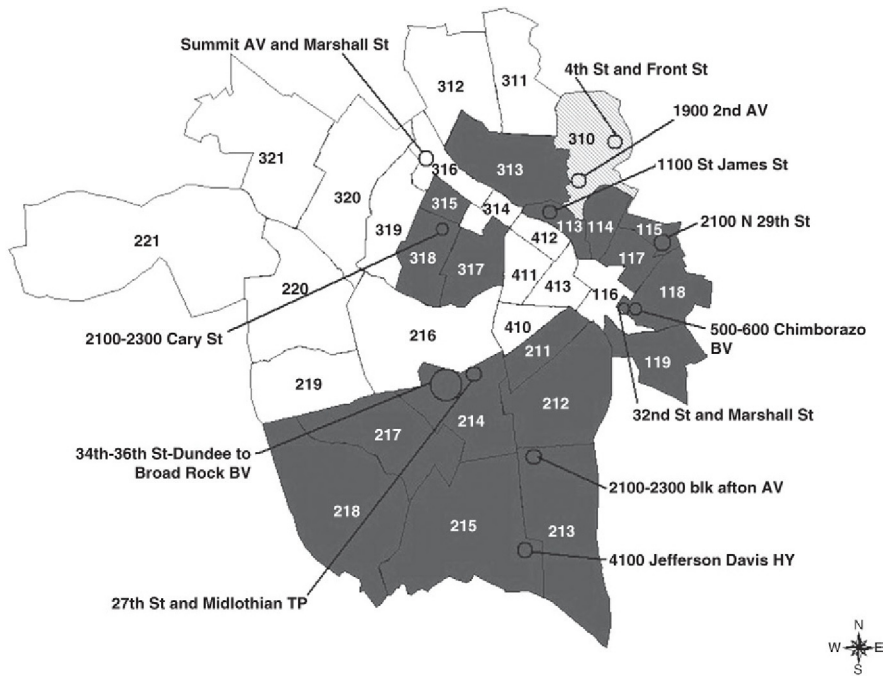 Summit AV and Marshall St
312
311
4th St and Front St
310
1900 2nd AV
321
316
313
1100 St James St
320
315
314
113
114
115
2100 N 29th St
221
319
318
412
117
317
411
413
116
118
220
2100-2300 Cary St
216
410
500-600 Chimborazo
BV
211
119
219
214
212
32nd St and Marshall St
34th-36th St-Dundee to
Broad Rock BV
217
2100-2300 blk afton AV
218
215
213
4100 Jefferson Davis HY
27th St and Midlothian TP
N
W E
S